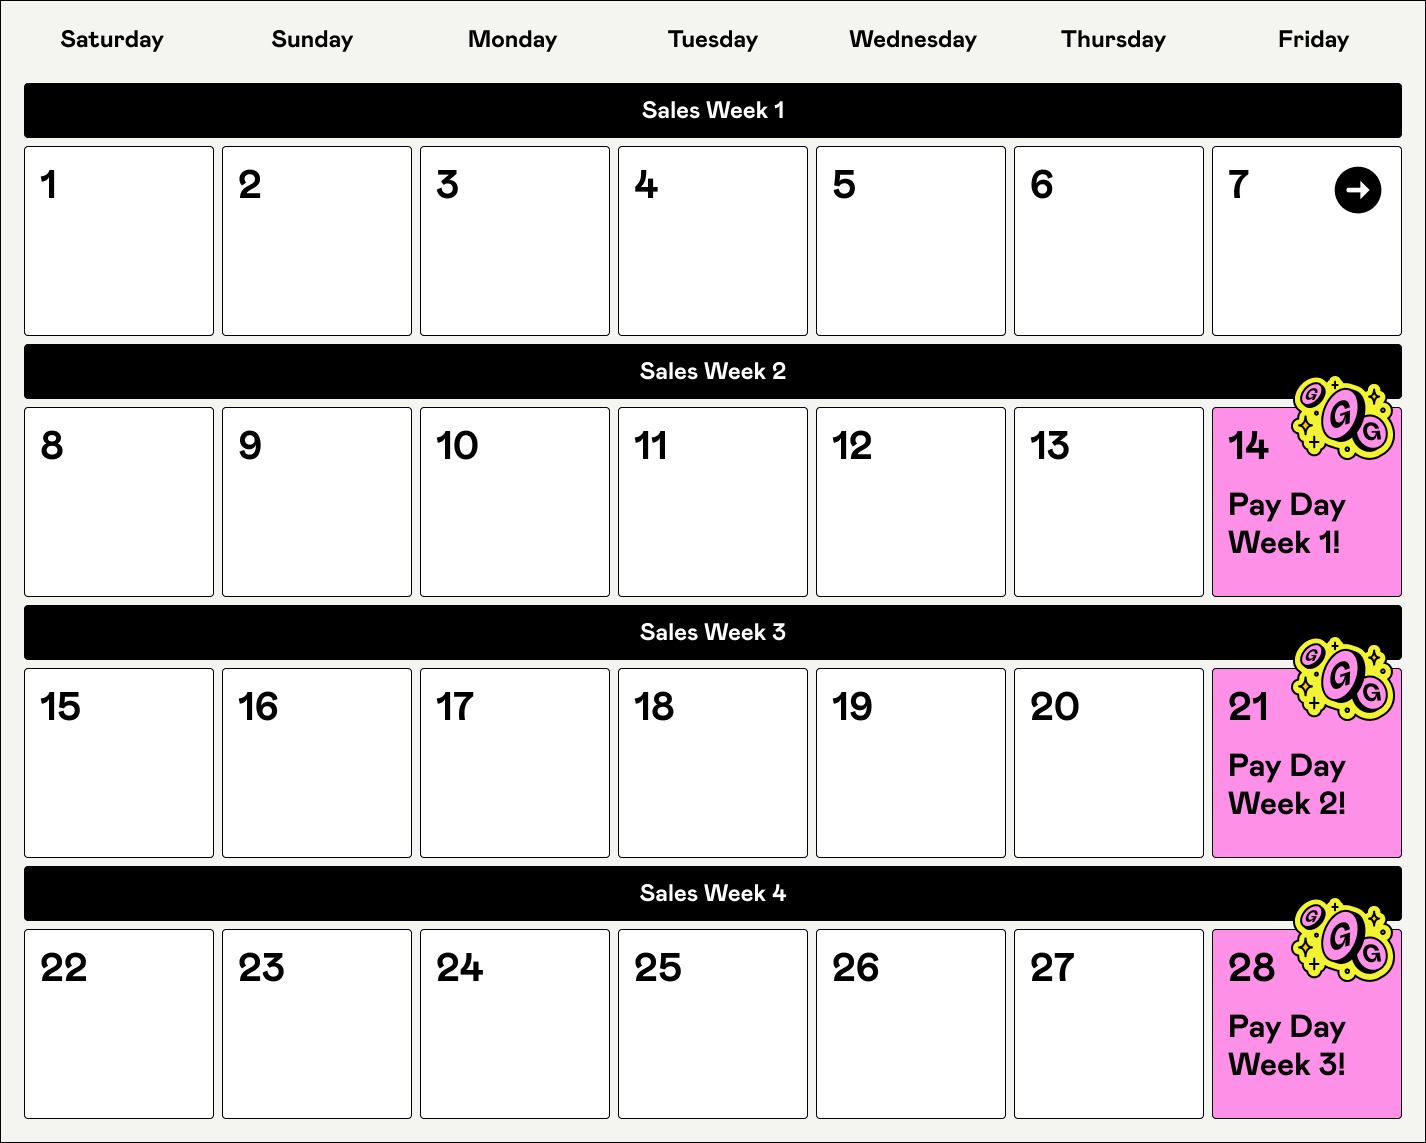 Saturday Sunday Monday Tuesday Wednesday Thursday Friday
Sales Week 1
1 2 3 4 5 6 7
Sales Week 2
8 9 10 11 12 13 14
G G G
Pay Day
Week 1!
Sales Week 3
15 16 17 18 19 20 21
G G G
Pay Day
Week 2!
Sales Week 4
22 23 24 25 26 27 28
G G G
Pay Day
Week 3!